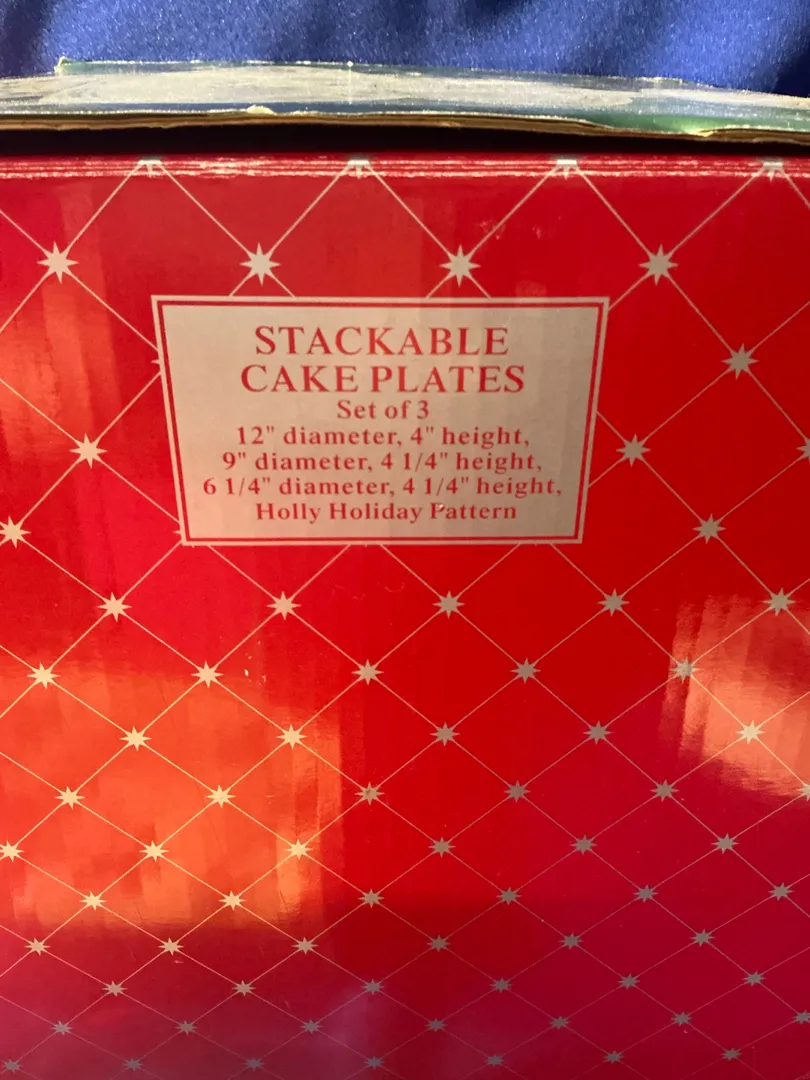 STACKABLE
CAKE PLATES
Set of 3
12" diameter, 4" height,
9" diameter, 4 1/4" height,
6 1/4" diameter, 4 1/4" height,
Holly Holiday Pattern